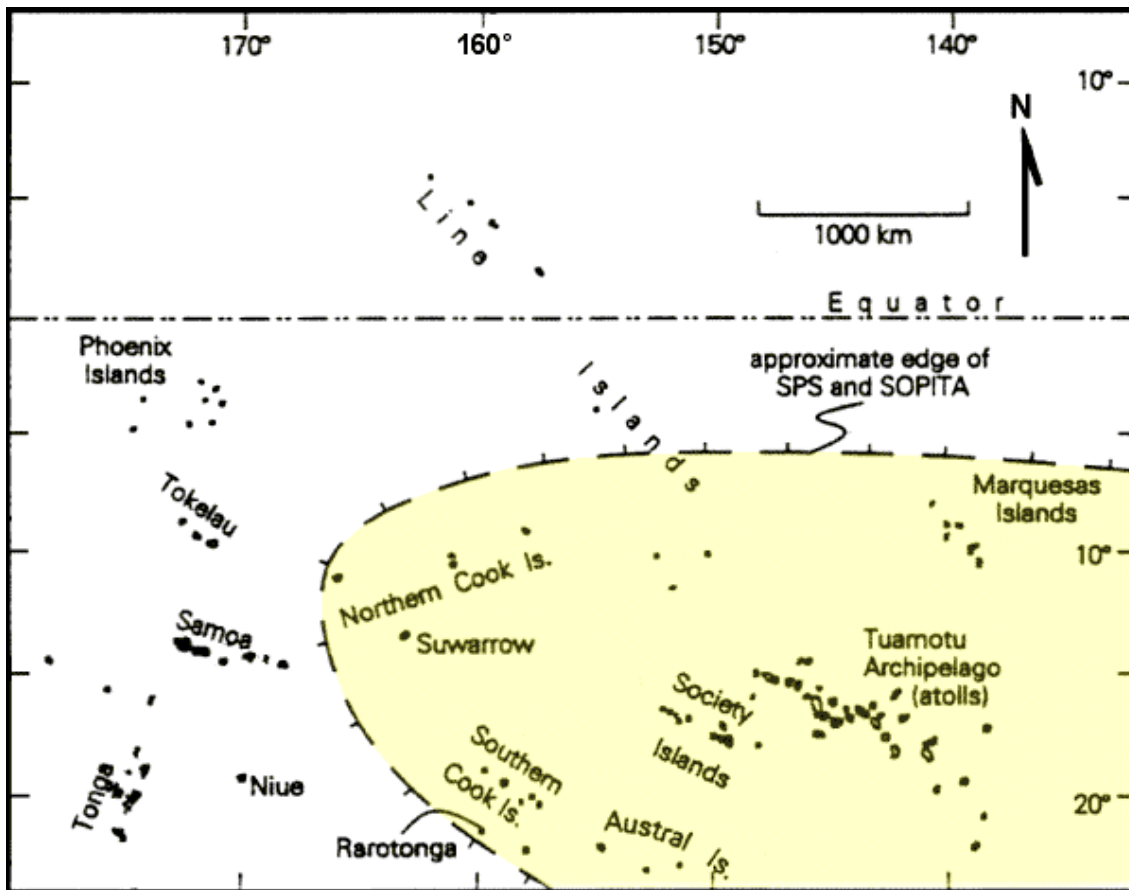 170°
160°
150°
140°
10°
N
Line
1000 km
Equator
Phoenix
Islands
approximate edge of
SPS and SOPITA
Islands
Marquesas
Islands
Tokelau
10°
Northern Cook Is.
Samoa
Suwarrow
Tuamotu
Archipelago
(atolls)
Society
Islands
Southern
Cook Is.
Niue
Tonga
20°
Rarotonga
Austral Is.